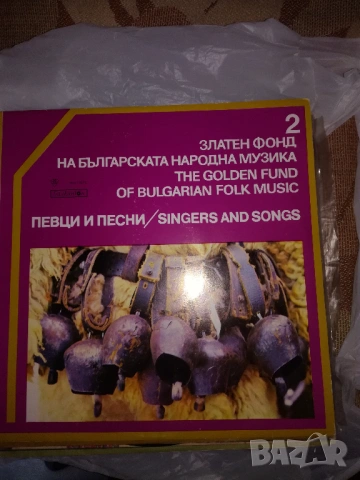 2
ЗЛАТЕН ФОНД
НА БЪЛГАРСКАТА НАРОДНА МУЗИКА
THE GOLDEN FUND
OF BULGARIAN FOLK MUSIC
ПЕВЦИ И ПЕСНИ/SINGERS AND SONGS
BAZAR